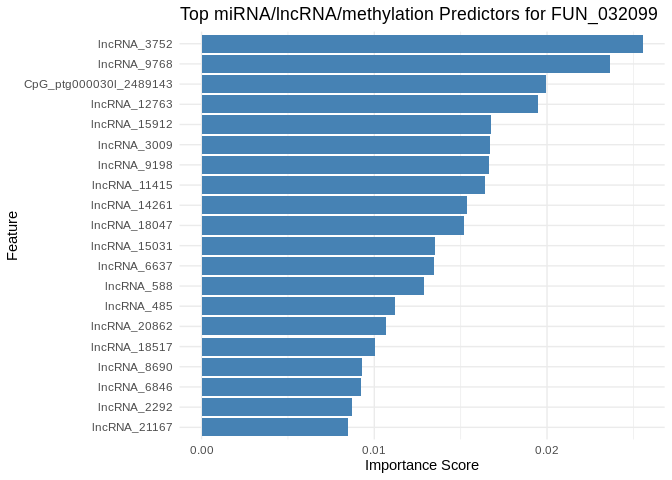 Top miRNA/lncRNA/methylation Predictors for FUN_032099
Feature
lncRNA_3752
lncRNA_9768
CpG_ptg000030l_2489143
lncRNA_12763
lncRNA_15912
lncRNA_3009
lncRNA_9198
lncRNA_11415
lncRNA_14261
lncRNA_18047
lncRNA_15031
lncRNA_6637
lncRNA_588
lncRNA_485
lncRNA_20862
lncRNA_18517
lncRNA_8690
lncRNA_6846
lncRNA_2292
lncRNA_21167
0.00 0.01 0.02
Importance Score